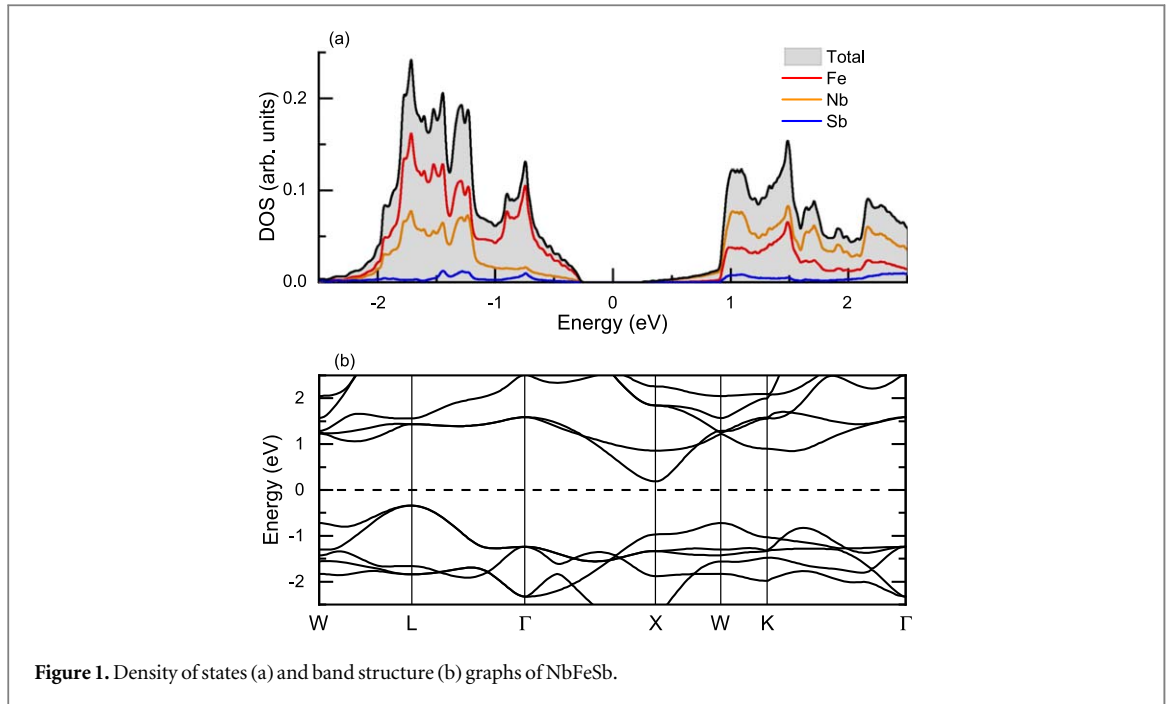 (a)
Total
Fe
Nb
Sb
DOS (arb. units)
0.2
0.1
0.0
-2 -1 0 1 2
Energy (eV)
(b)
Energy (eV)
2
1
0
-1
-2
W L Γ X W K Γ
Figure 1. Density of states (a) and band structure (b) graphs of NbFeSb.